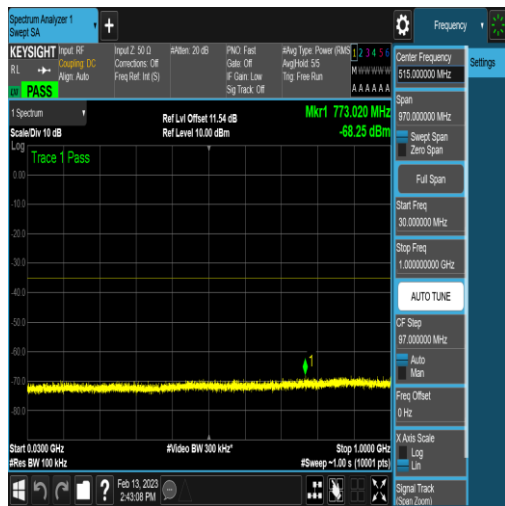 Spectrum Analyzer 1
Swept SA
Frequency
KEYSIGHT
RL
Input: RF
Coupling: DC
Align: Auto
Input Z: 50 Ω
Corrections: Off
Freq Ref: Int (S)
#Atten: 20 dB
PNO: Fast
Gate: Off
IF Gain: Low
Sig Track: Off
#Avg Type: Power (RMS
Avg|Hold: 5/5
Trig: Free Run
1 2 3 4 5 6
M w w w w w
A A A A A A
PASS
1 Spectrum
Scale/Div 10 dB
Ref Lvl Offset 11.54 dB
Ref Level 10.00 dBm
Mkr1 773.020 MHz
-68.25 dBm
Log
Trace 1 Pass
0.00
-10.0
-20.0
-30.0
-40.0
-50.0
-60.0
-70.0
-80.0
1
Start 0.0300 GHz
#Res BW 100 kHz
#Video BW 300 kHz*
Stop 1.0000 GHz
#Sweep ~1.00 s (10001 pts)
Center Frequency
515.000000 MHz
Settings
Span
970.000000 MHz
Swept Span
Zero Span
Full Span
Start Freq
30.000000 MHz
Stop Freq
1.000000000 GHz
AUTO TUNE
CF Step
97.000000 MHz
Auto
Man
Freq Offset
0 Hz
X Axis Scale
Log
Lin
Signal Track
(Span Zoom)
?
Feb 13, 2023
2:43:08 PM